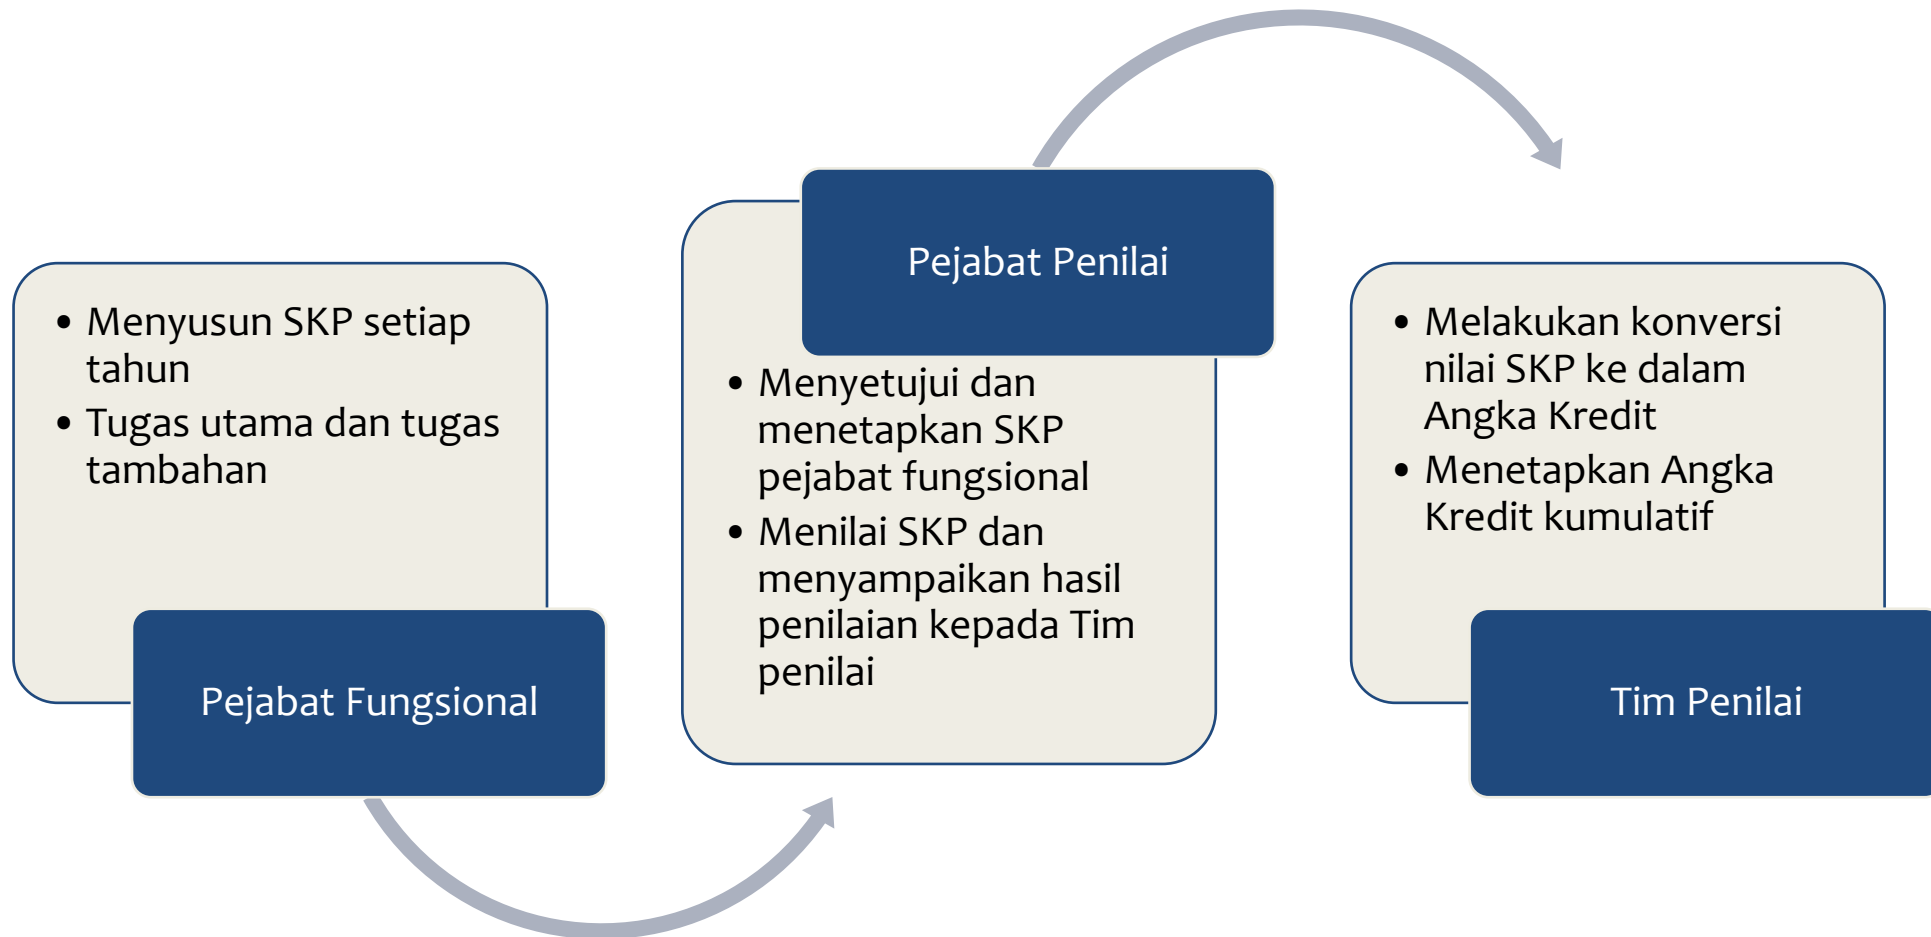 • Menyusun SKP setiap
tahun
• Tugas utama dan tugas
tambahan
Pejabat Fungsional
Pejabat Penilai
• Menyetujui dan
menetapkan SKP
pejabat fungsional
• Menilai SKP dan
menyampaikan hasil
penilaian kepada Tim
penilai
• Melakukan konversi
nilai SKP ke dalam
Angka Kredit
• Menetapkan Angka
Kredit kumulatif
Tim Penilai